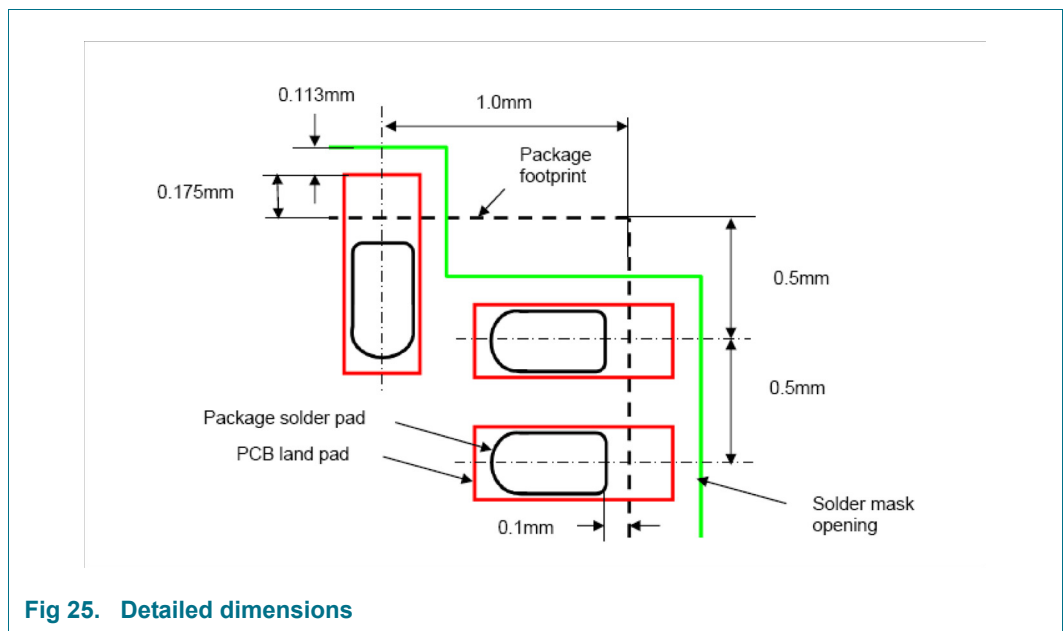 0.113mm
1.0mm
Package
footprint
0.175mm
0.5mm
0.5mm
Package solder pad
PCB land pad
Solder mask
opening
0.1mm
Fig 25. Detailed dimensions